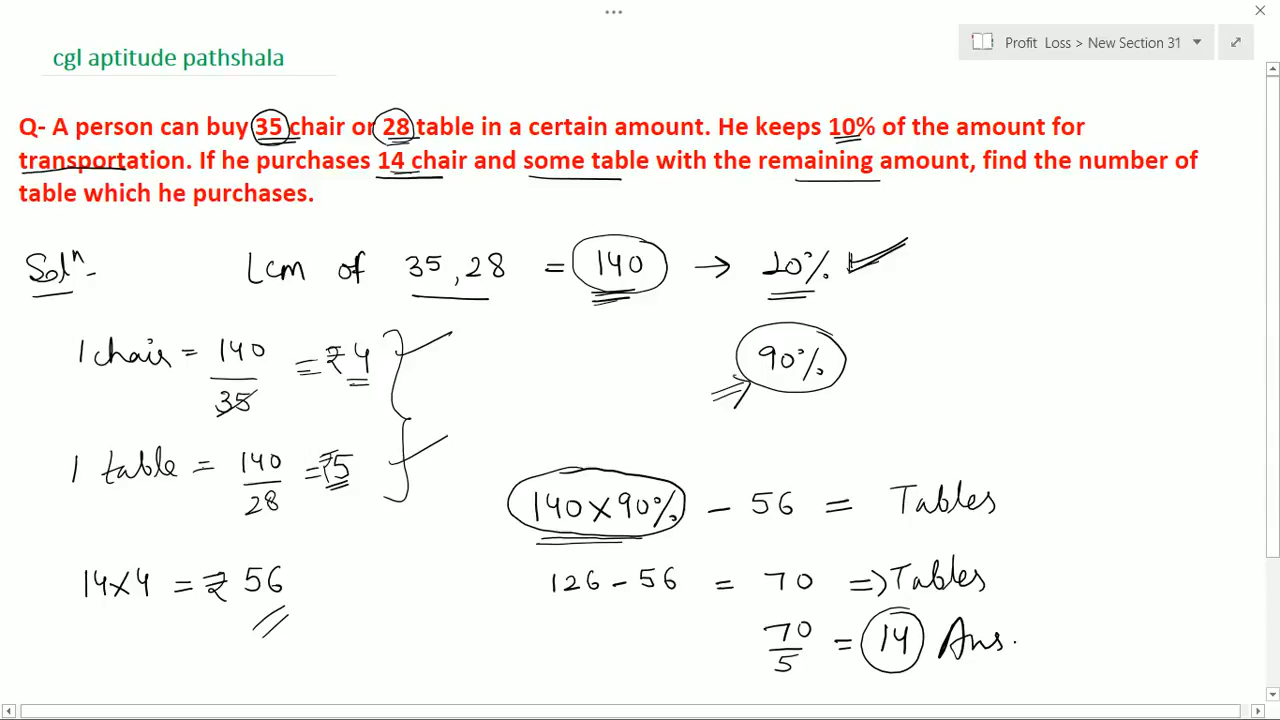 Profit Loss > New Section 31
cgl aptitude pathshala
Q- A person can buy 35 chair or 28 table in a certain amount. He keeps 10% of the amount for
transportation. If he purchases 14 chair and some table with the remaining amount, find the number of
table which he purchases.
Solⁿ- Lcm of 35,28 = 140 → 10%
1 chair = 140/35 = ₹4
90%
1 table = 140/28 = ₹5
140×90% - 56 = Tables
14×4 = ₹56
126 - 56 = 70 => Tables
70/5 = 14 Ans.